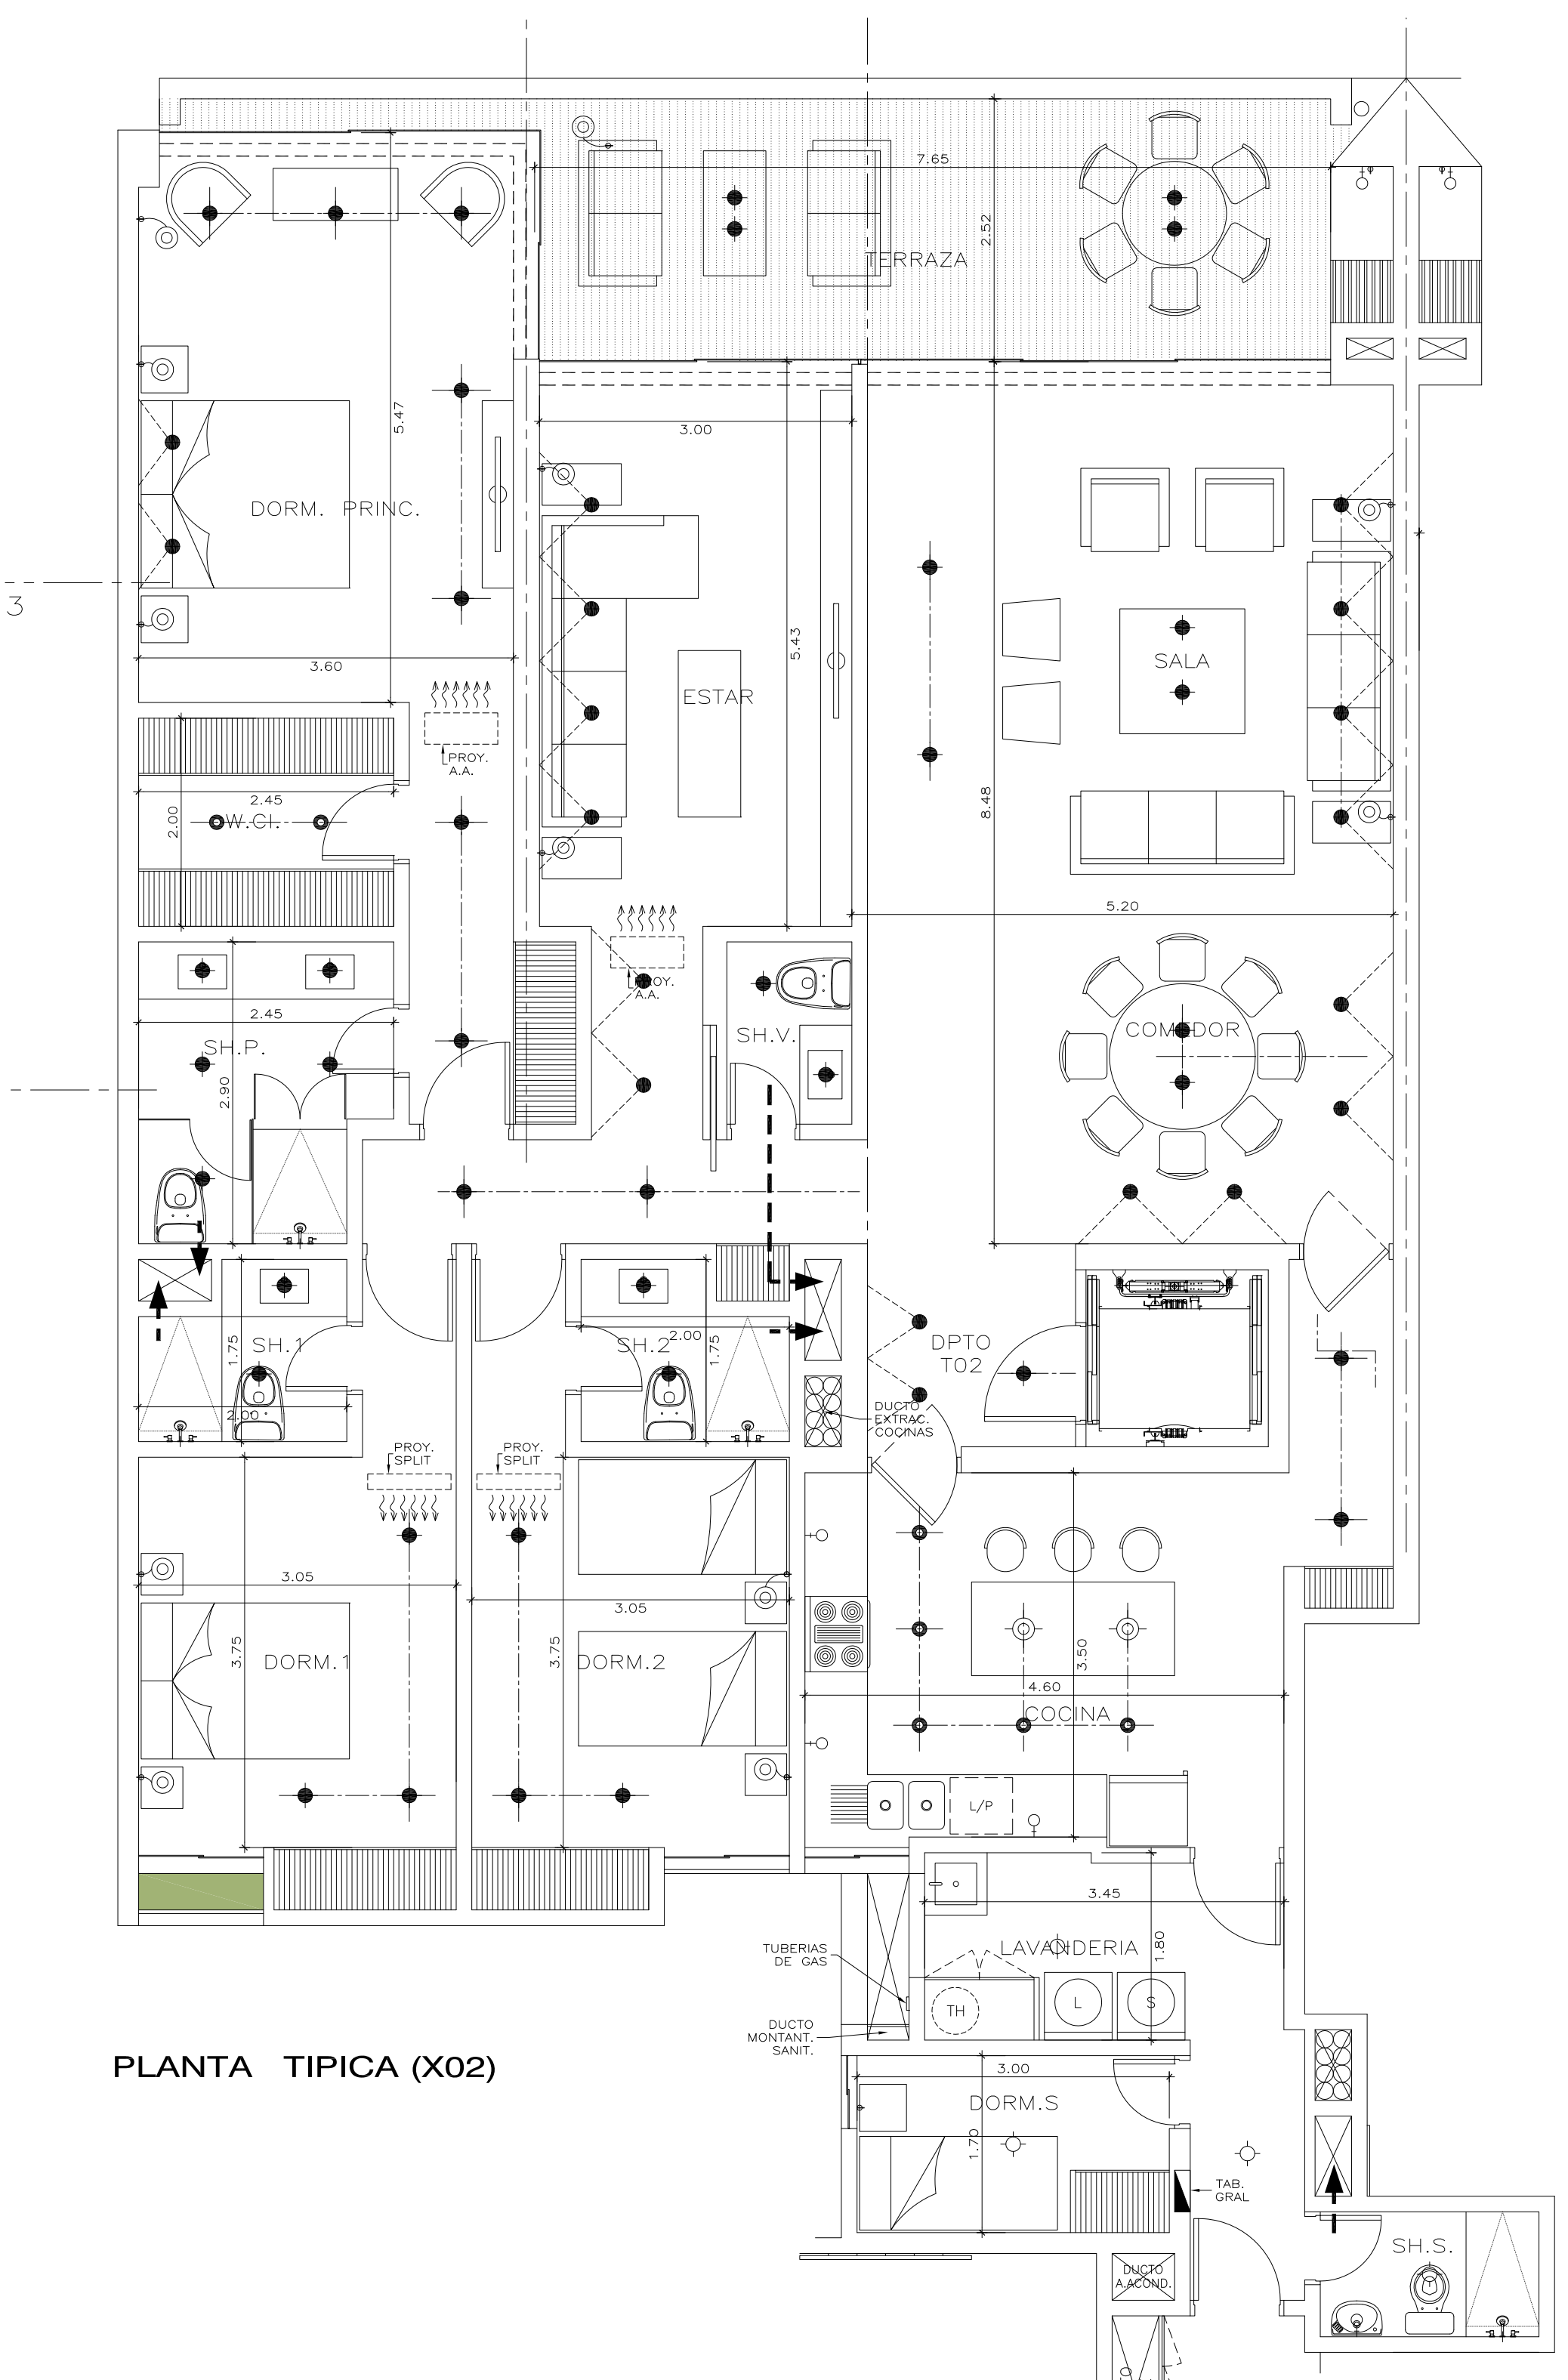 7.65
2.52
TERRAZA
5.47
3.00
DORM. PRINC.
3
3.60
5.43
ESTAR
SALA
PROY.
A.A.
2.45
2.00
W.Cl.
8.48
5.20
PROY.
A.A.
2.45
SH.P.
2.90
SH.V.
COMEDOR
SH.1
1.75
2.00
SH.2
2.00
1.75
DPTO
T02
DUCTO
EXTRAC.
COCINAS
PROY.
SPLIT
PROY.
SPLIT
3.05
3.05
3.75
DORM.1
3.75
DORM.2
3.50
4.60
COCINA
L/P
3.45
TUBERIAS
DE GAS
LAVANDERIA
1.80
TH
L
S
DUCTO
MONTANT.
SANIT.
PLANTA TIPICA (X02)
3.00
DORM.S
1.70
TAB.
GRAL
SH.S.
DUCTO
A.ACOND.